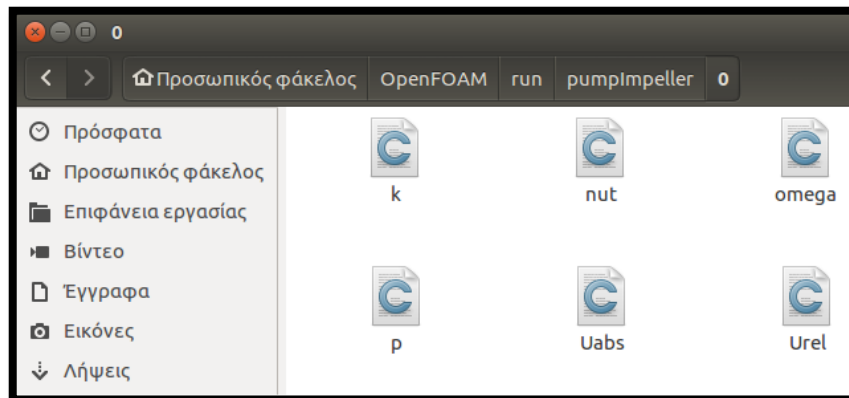 0
Προσωπικός φάκελος OpenFOAM run pumpImpeller 0
Πρόσφατα
Προσωπικός φάκελος
Επιφάνεια εργασίας
Βίντεο
Έγγραφα
Εικόνες
Λήψεις
k nut omega
p Uabs Urel